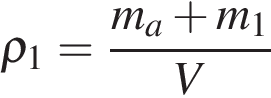 ρ₁ = (mₐ + m₁) / V